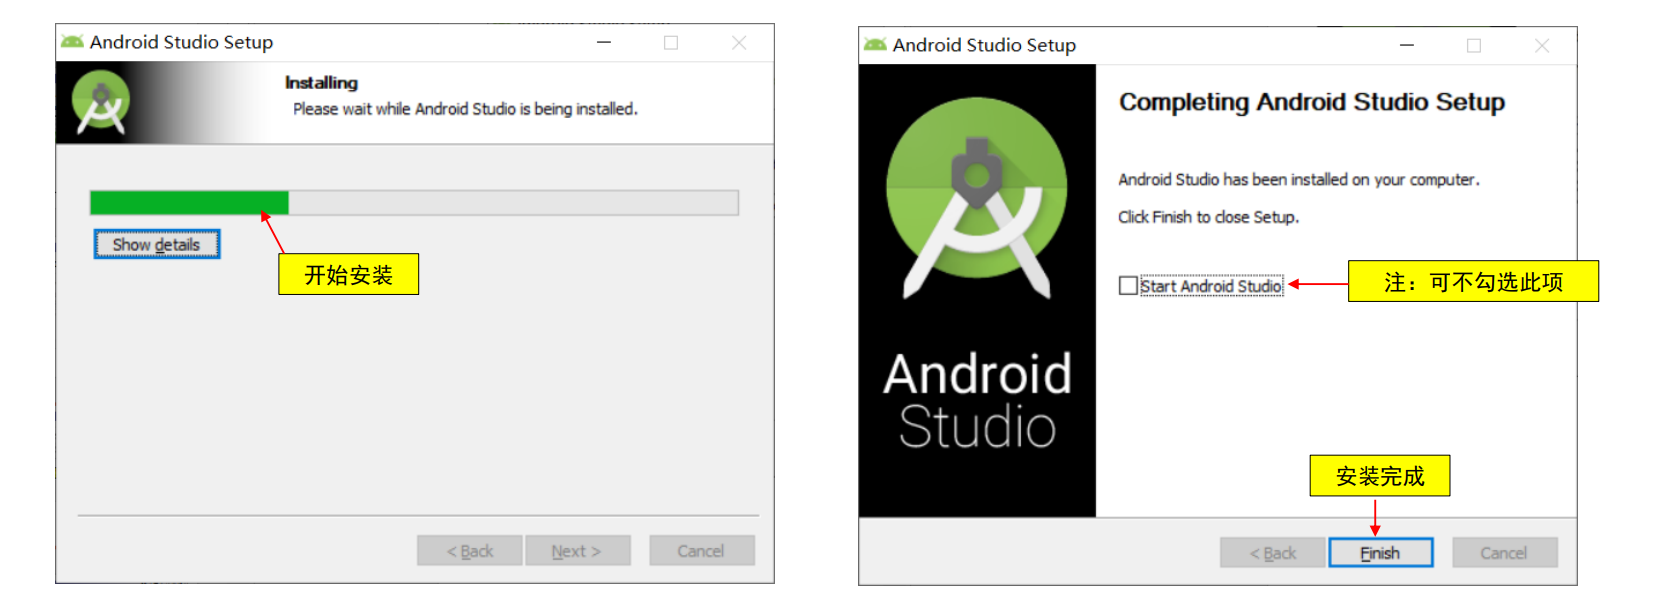 Android Studio Setup
Installing
Please wait while Android Studio is being installed.
Show details
开始安装
< Back
Next >
Cancel
Android Studio Setup
Android
Studio
Completing Android Studio Setup
Android Studio has been installed on your computer.
Click Finish to close Setup.
Start Android Studio
注：可不勾选此项
安装完成
< Back
Finish
Cancel